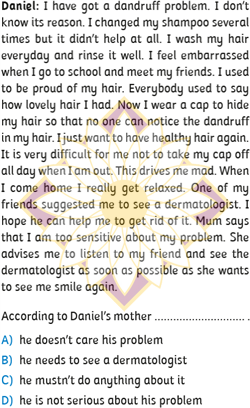 Daniel: I have got a dandruff problem. I don't
know its reason. I changed my shampoo several
times but it didn't help at all. I wash my hair
everyday and rinse it well. I feel embarrassed
when I go to school and meet my friends. I used
to be proud of my hair. Everybody used to say
how lovely hair I had. Now I wear a cap to hide
my hair so that no one can notice the dandruff
in my hair. I just want to have healthy hair again.
It is very difficult for me not to take my cap off
all day when I am out. This drives me mad. When
I come home I really get relaxed. One of my
friends suggested me to see a dermatologist. I
hope he can help me to get rid of it. Mum says
that I am too sensitive about my problem. She
advises me to listen to my friend and see the
dermatologist as soon as possible as she wants
to see me smile again.
According to Daniel's mother .............................. .
A) he doesn't care his problem
B) he needs to see a dermatologist
C) he mustn't do anything about it
D) he is not serious about his problem